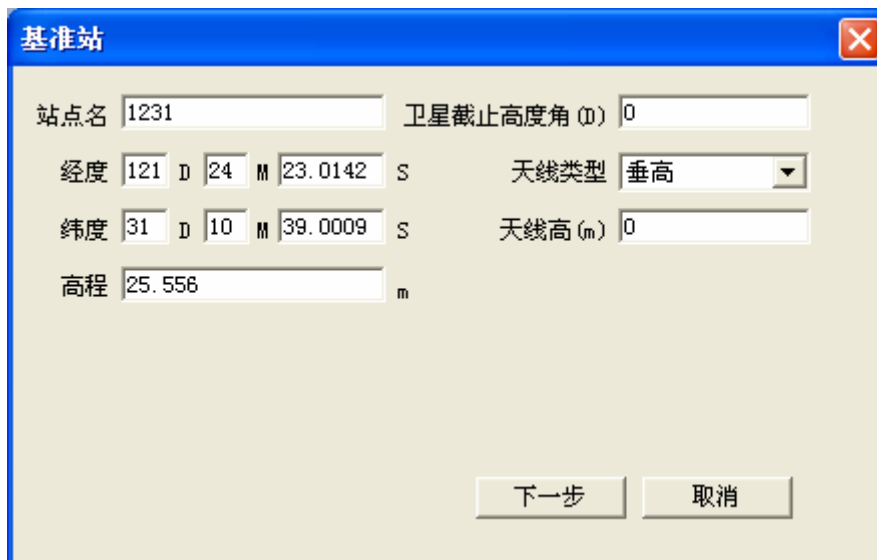 基准站
站点名 1231 卫星截止高度角(D) 0
经度 121 D 24 M 23.0142 S 天线类型 垂高
纬度 31 D 10 M 39.0009 S 天线高(m) 0
高程 25.556 m
下一步 取消